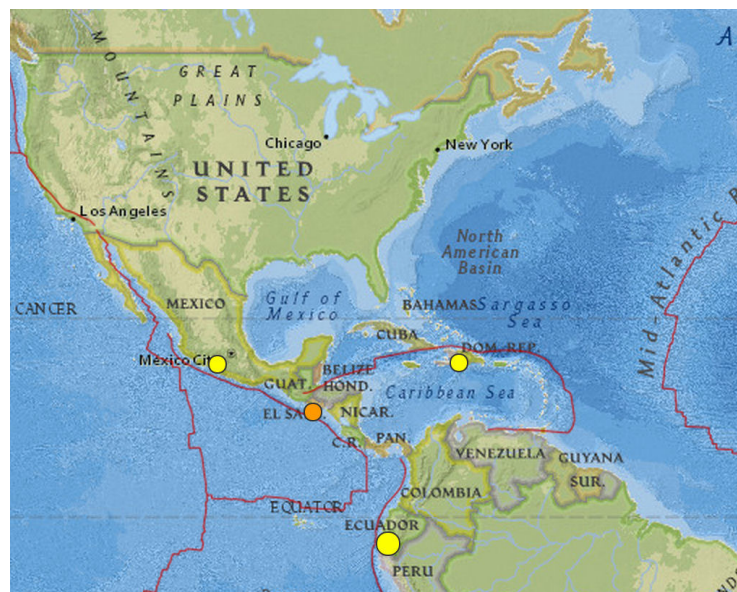 A
MOUNTAINS
GREAT
PLAINS
Chicago
New York
UNITED
STATES
Los Angeles
North
American
Basin
Mid-Atlantic
CANCER
MEXICO
Gulf of
Mexico
BAHAMAS
Sargasso
Sea
CUBA
DOM. REP.
Mexico Cit
BELIZE
GUAT.
HOND.
Caribbean Sea
EL SA
NICAR.
C.R.
PAN.
VENEZUELA
GUYANA
SUR.
COLOMBIA
EQUATOR
ECUADOR
PERU